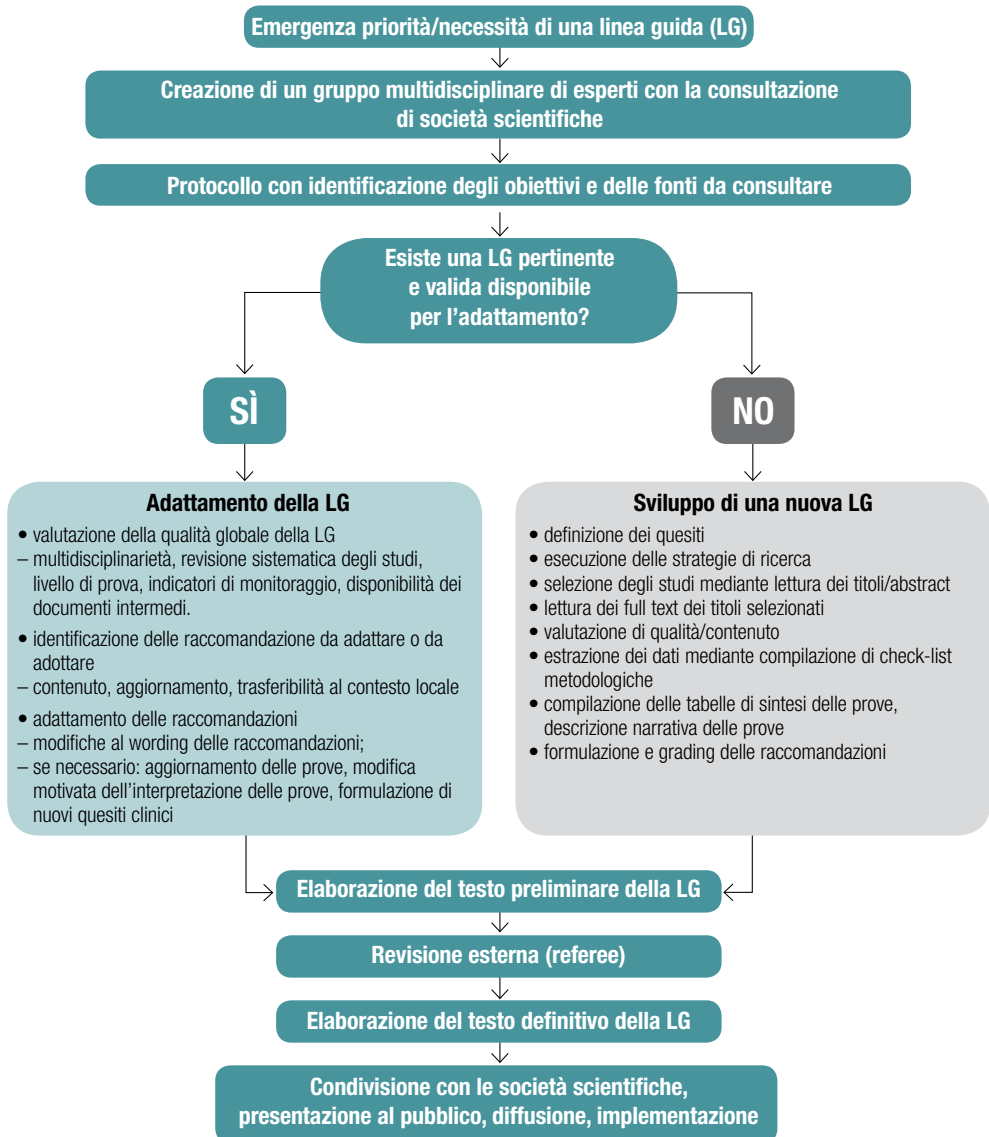 Emergenza priorità/necessità di una linea guida (LG)
Creazione di un gruppo multidisciplinare di esperti con la consultazione
di società scientifiche
Protocollo con identificazione degli obiettivi e delle fonti da consultare
Esiste una LG pertinente
e valida disponibile
per l'adattamento?
SÌ
NO
Adattamento della LG
• valutazione della qualità globale della LG
– multidisciplinarietà, revisione sistematica degli studi,
livello di prova, indicatori di monitoraggio, disponibilità dei
documenti intermedi.
• identificazione delle raccomandazione da adattare o da
adottare
– contenuto, aggiornamento, trasferibilità al contesto locale
• adattamento delle raccomandazioni
– modifiche al wording delle raccomandazioni;
– se necessario: aggiornamento delle prove, modifica
motivata dell'interpretazione delle prove, formulazione di
nuovi quesiti clinici
Sviluppo di una nuova LG
• definizione dei quesiti
• esecuzione delle strategie di ricerca
• selezione degli studi mediante lettura dei titoli/abstract
• lettura dei full text dei titoli selezionati
• valutazione di qualità/contenuto
• estrazione dei dati mediante compilazione di check-list
metodologiche
• compilazione delle tabelle di sintesi delle prove,
descrizione narrativa delle prove
• formulazione e grading delle raccomandazioni
Elaborazione del testo preliminare della LG
Revisione esterna (referee)
Elaborazione del testo definitivo della LG
Condivisione con le società scientifiche,
presentazione al pubblico, diffusione, implementazione